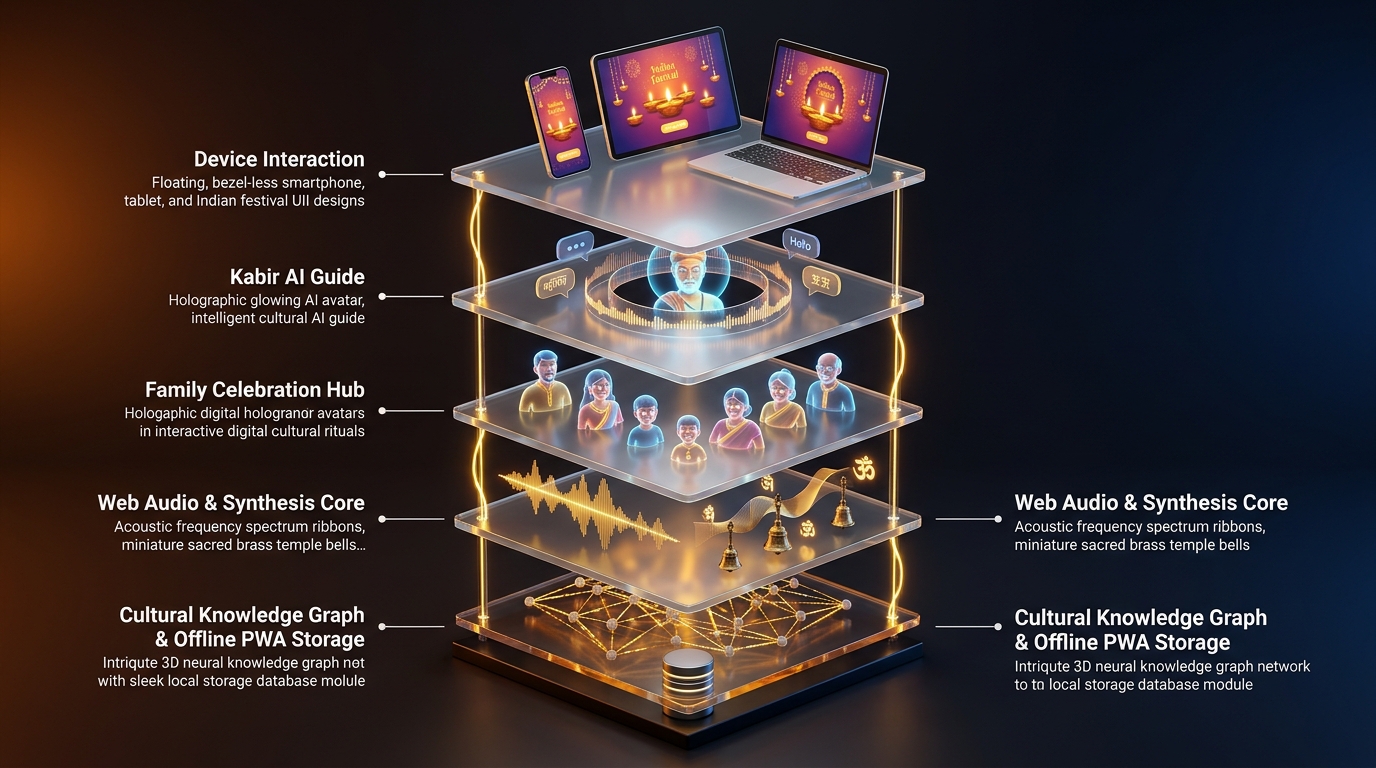 Device Interaction
Floating, bezel-less smartphone,
tablet, and Indian festival UII designs
Kabir AI Guide
Holographic glowing AI avatar,
intelligent cultural AI guide
Family Celebration Hub
Hologaphic digital hologranor avatars
in interactive digital cultural rituals
Web Audio & Synthesis Core
Acoustic frequency spectrum ribbons,
miniature sacred brass temple bells...
Cultural Knowledge Graph
& Offline PWA Storage
Intriqute 3D neural knowledge graph net
with sleek local storage database molule
Indian
Hello
ॐ
Web Audio & Synthesis Core
Acoustic frequency spectrum ribbons,
miniature sacred brass temple bells
Cultural Knowledge Graph
& Offline PWA Storage
Intriqute 3D neural knowledge graph network
to tn local storage database module